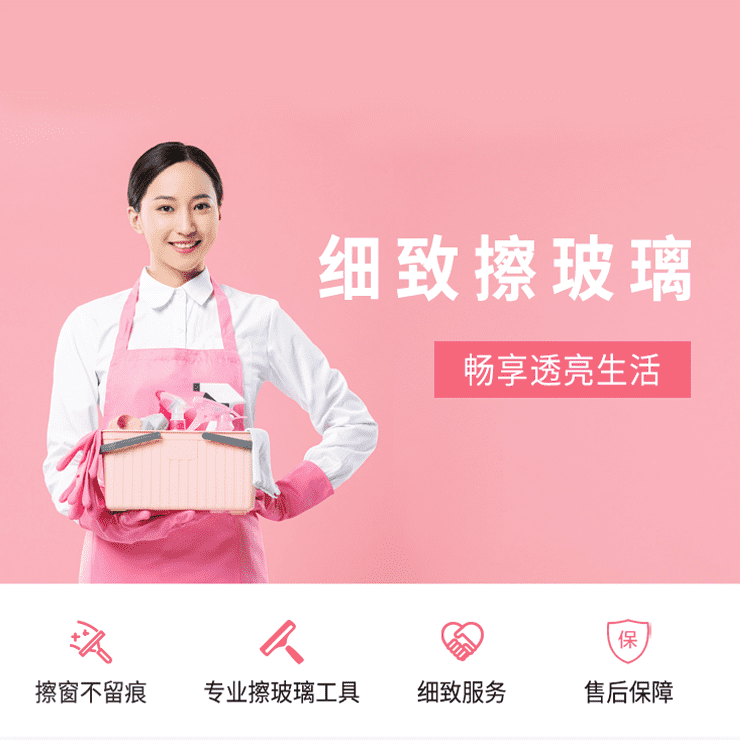 细致擦玻璃
畅享透亮生活
保
擦窗不留痕
专业擦玻璃工具
细致服务
售后保障